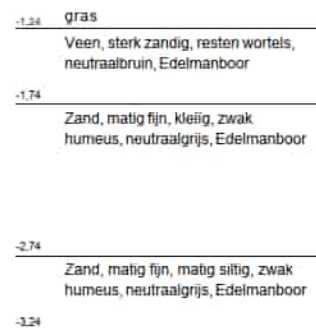 -1,24 gras
Veen, sterk zandig, resten wortels,
neutraalbruin, Edelmanboor
-1,74
Zand, matig fijn, kleiïg, zwak
humeus, neutraalgrijs, Edelmanboor
-2,74
Zand, matig fijn, matig siltig, zwak
humeus, neutraalgrijs, Edelmanboor
-3,24